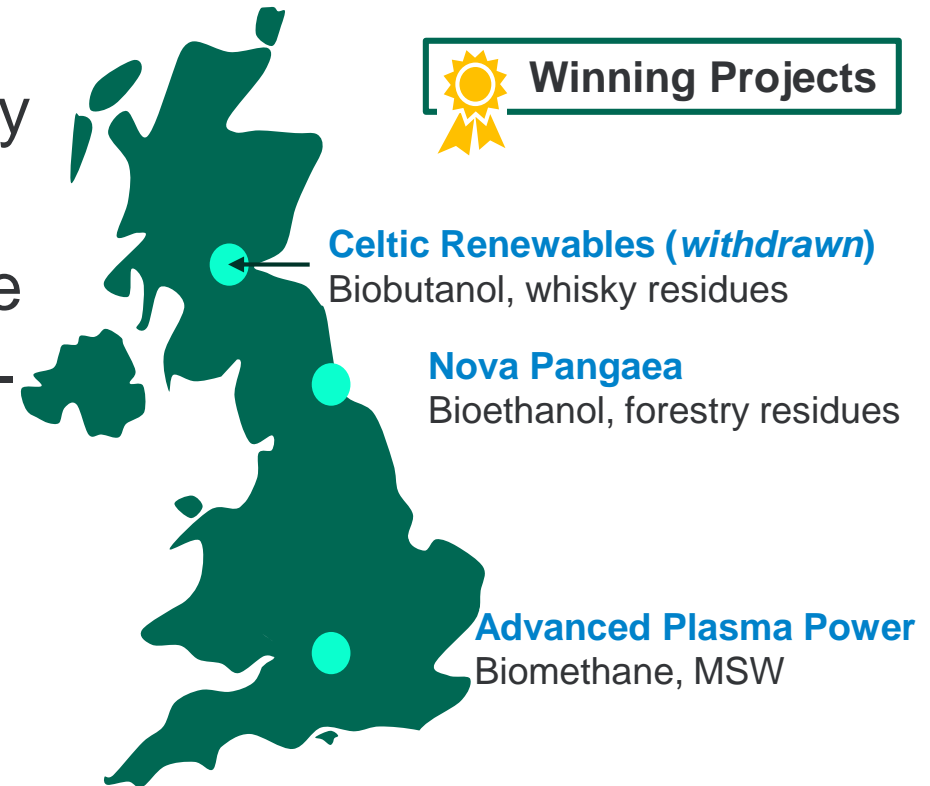 y
e
-
Winning Projects
Celtic Renewables (withdrawn)
Biobutanol, whisky residues
Nova Pangaea
Bioethanol, forestry residues
Advanced Plasma Power
Biomethane, MSW